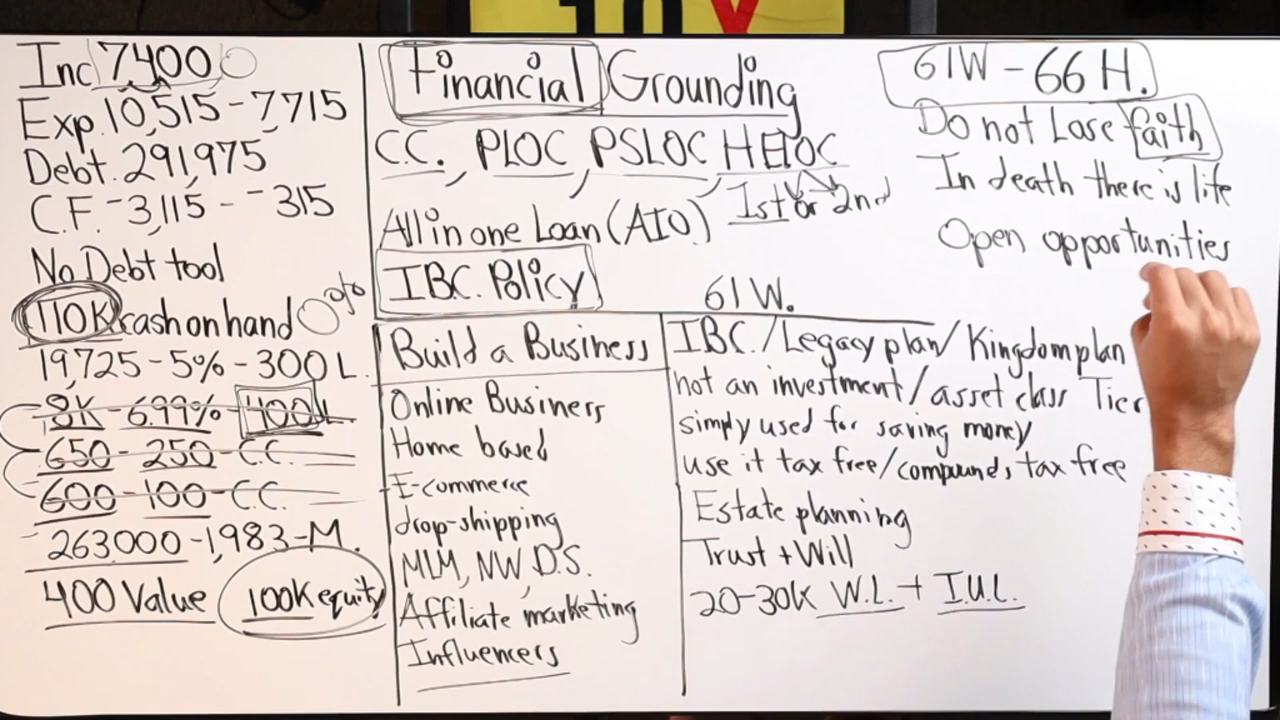 10X
Inc 7400
Exp. 10,515 - 7,715
Debt. 291,975
C.F. -3,115 - -315
No Debt tool
110K cash on hand 0%
19,725 - 5% - 300 L.
8K - 6.99% - 400 L
650 - 250 - C.C.
600 - 100 - C.C.
263000 - 1,983 - M.
400 Value 100K equity
Financial Grounding
C.C., PLOC, PSLOC, HELOC
1st or 2nd
All in one Loan (AIO)
I.B.C. Policy
61 W.
Build a Business
Online Business
Home based
E-commerce
drop-shipping
MLM, NW, D.S.
Affiliate marketing
Influencers
IBC./Legacy plan/Kingdom plan
not an investment/asset class Tier
simply used for saving money
use it tax free/compounds tax free
Estate planning
Trust + Will
20-30K W.L. + I.U.L.
61W - 66 H.
Do not Lose faith
In death there is life
Open opportunities